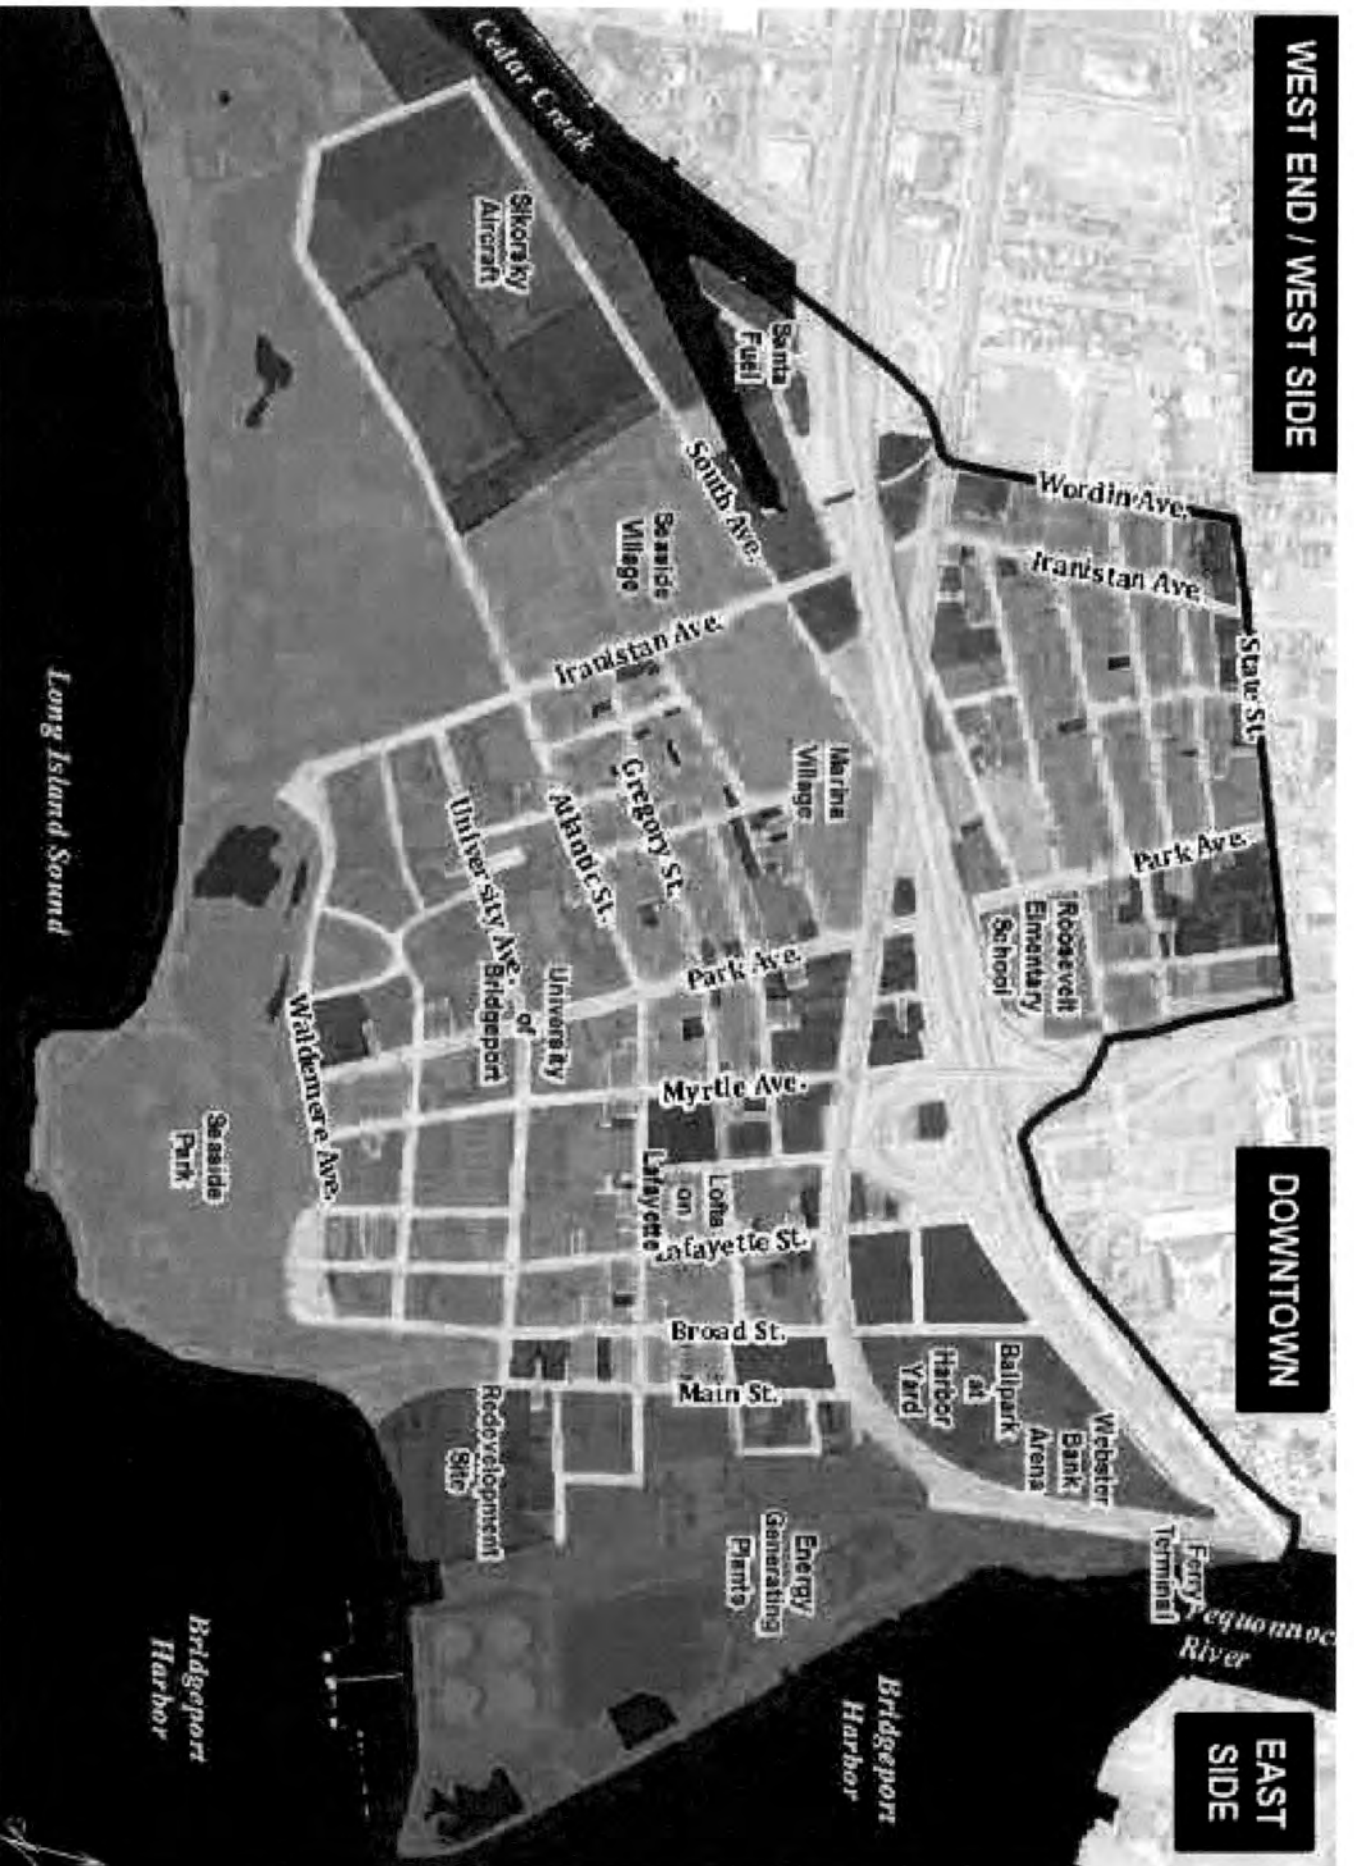 WEST END / WEST SIDE
DOWNTOWN
EAST
SIDE
Cedar Creek
Sikorsky
Aircraft
Santa
Fuel
South Ave.
Seaside
Village
Wordin Ave.
Iranistan Ave.
State St.
Iranistan Ave.
Marina
Village
Park Ave.
Roosevelt
Elmentary
School
Gregory St.
Atlantic St.
University Ave.
Park Ave.
University
of
Bridgeport
Waldemere Ave.
Myrtle Ave.
Lofts
on
Lafayette
Lafayette St.
Broad St.
Main St.
Ballpark
at
Harbor
Yard
Webster
Bank
Arena
Ferry
Terminal
Pequonnoc
River
Redevelopment
Site
Energy
Generating
Plants
Seaside
Park
Long Island Sound
Bridgeport
Harbor
Bridgeport
Harbor